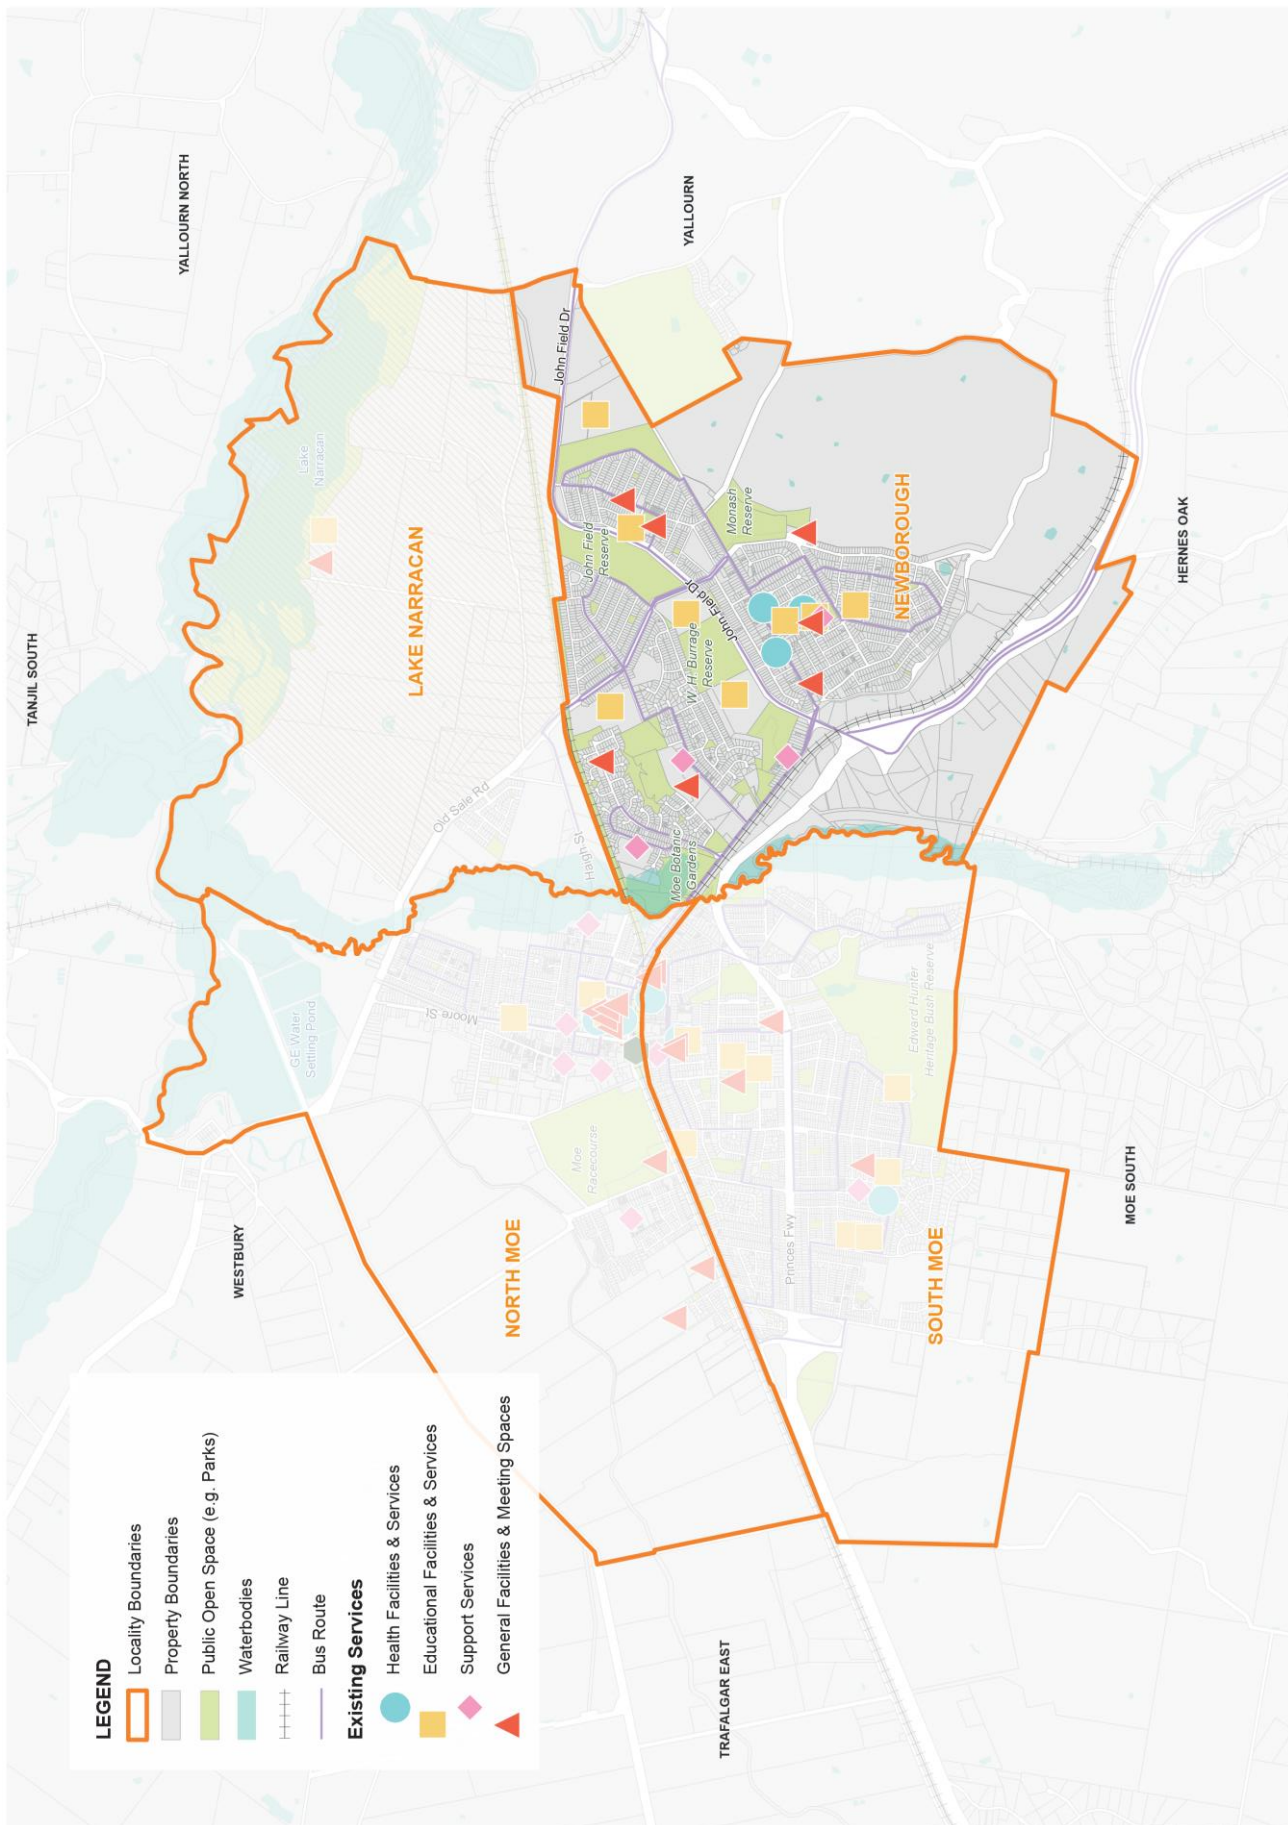 TANJIL SOUTH
YALLOURN NORTH
Lake
Narracan
LAKE NARRACAN
YALLOURN
John Field Dr
Old Sale Rd
Haigh St
John Field
Reserve
John Field Dr
W. H. Burrage
Reserve
Monash
Reserve
NEWBOROUGH
HERNES OAK
Moe Botanic
Gardens
GE Water
Settling Pond
Moore St
WESTBURY
NORTH MOE
Moe
Racecourse
Princes Fwy
Edward Hunter
Heritage Bush Reserve
SOUTH MOE
MOE SOUTH
TRAFALGAR EAST
LEGEND
Locality Boundaries
Property Boundaries
Public Open Space (e.g. Parks)
Waterbodies
Railway Line
Bus Route
Existing Services
Health Facilities & Services
Educational Facilities & Services
Support Services
General Facilities & Meeting Spaces